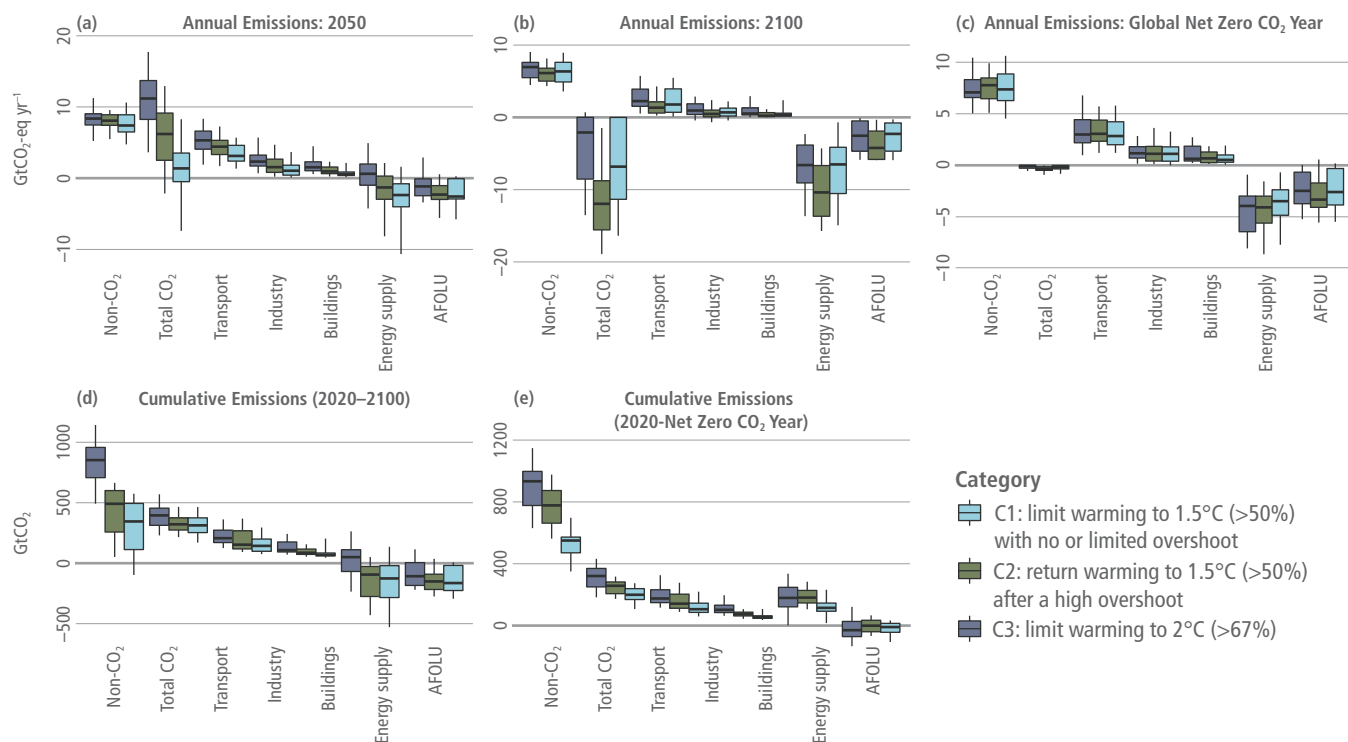 (a) Annual Emissions: 2050
GtCO₂-eq yr⁻¹
20
10
0
−10
Non-CO₂
Total CO₂
Transport
Industry
Buildings
Energy supply
AFOLU
(b) Annual Emissions: 2100
10
0
−10
−20
Non-CO₂
Total CO₂
Transport
Industry
Buildings
Energy supply
AFOLU
(c) Annual Emissions: Global Net Zero CO₂ Year
10
5
0
−5
−10
Non-CO₂
Total CO₂
Transport
Industry
Buildings
Energy supply
AFOLU
(d) Cumulative Emissions (2020–2100)
GtCO₂
1000
500
0
−500
Non-CO₂
Total CO₂
Transport
Industry
Buildings
Energy supply
AFOLU
(e) Cumulative Emissions
(2020-Net Zero CO₂ Year)
1200
800
400
0
Non-CO₂
Total CO₂
Transport
Industry
Buildings
Energy supply
AFOLU
Category
C1: limit warming to 1.5°C (>50%)
with no or limited overshoot
C2: return warming to 1.5°C (>50%)
after a high overshoot
C3: limit warming to 2°C (>67%)